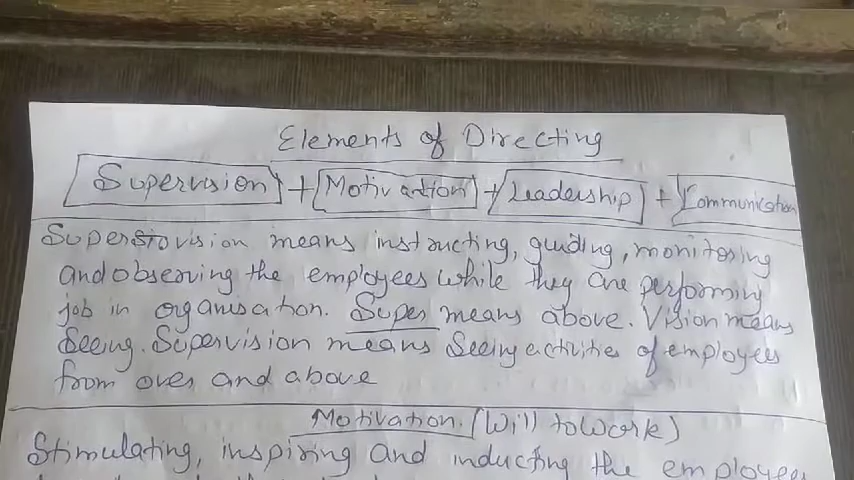 Elements of Directing
Supervision + Motivation + Leadership + Communication
Supervision means instructing, guiding, monitoring
and observing the employees while they are performing
job in organisation. Super means above. Vision means
Seeing. Supervision means Seeing activities of employees
from over and above
Motivation. (Will to Work)
Stimulating, inspiring and inducting the employees